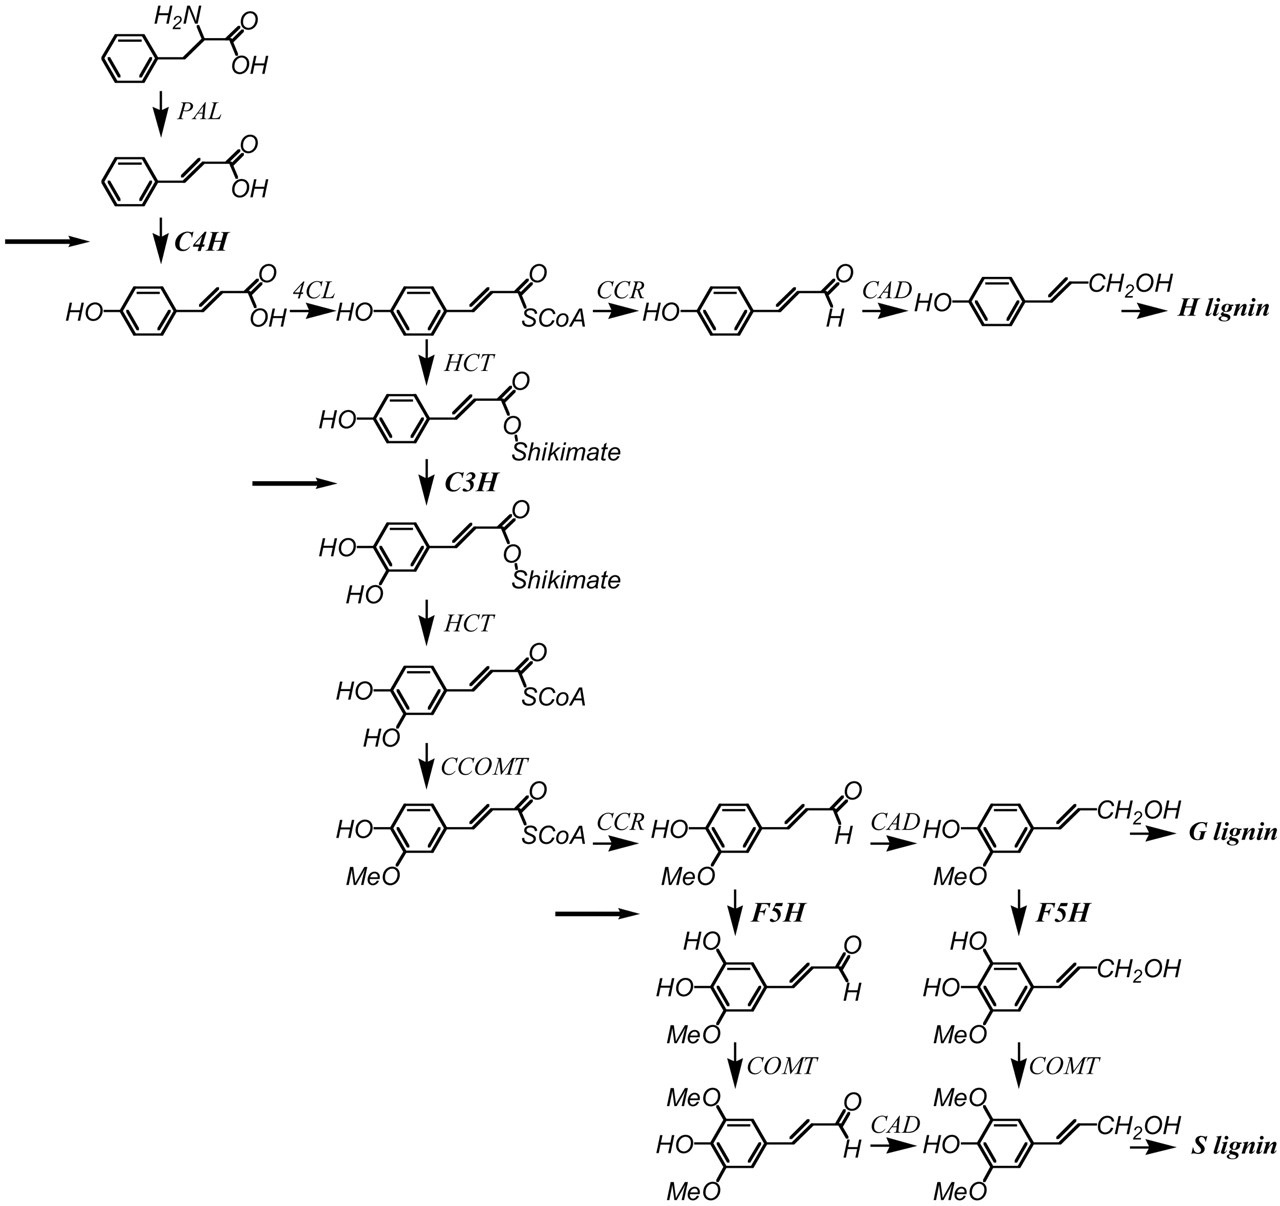 H2N
O
OH
PAL
O
OH
C4H
HO
O
OH
4CL
HO
O
SCoA
CCR
HO
O
H
CAD
HO
CH2OH
H lignin
HCT
HO
O
O
Shikimate
C3H
HO
HO
O
O
Shikimate
HCT
HO
HO
O
SCoA
CCOMT
HO
MeO
O
SCoA
CCR
HO
MeO
O
H
CAD
HO
MeO
CH2OH
G lignin
F5H
F5H
HO
HO
MeO
O
H
HO
HO
MeO
CH2OH
COMT
COMT
MeO
HO
MeO
O
H
CAD
MeO
HO
MeO
CH2OH
S lignin